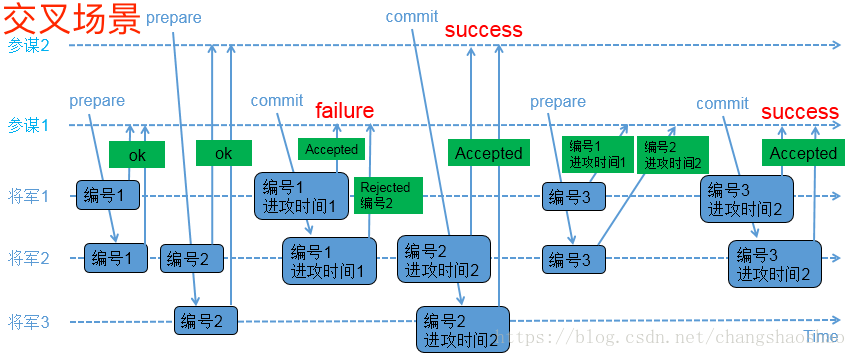 交叉场景
prepare
commit
参谋2
success
prepare
commit
failure
prepare
commit
success
参谋1
ok
ok
Accepted
Accepted
编号1
进攻时间1
编号2
进攻时间2
Accepted
将军1
编号1
编号1
进攻时间1
Rejected
编号2
编号3
编号3
进攻时间2
将军2
编号1
编号2
编号1
进攻时间1
编号2
进攻时间2
编号3
编号3
进攻时间2
将军3
编号2
编号2
进攻时间2
https://blog.csdn.net/changshaoshao
Time